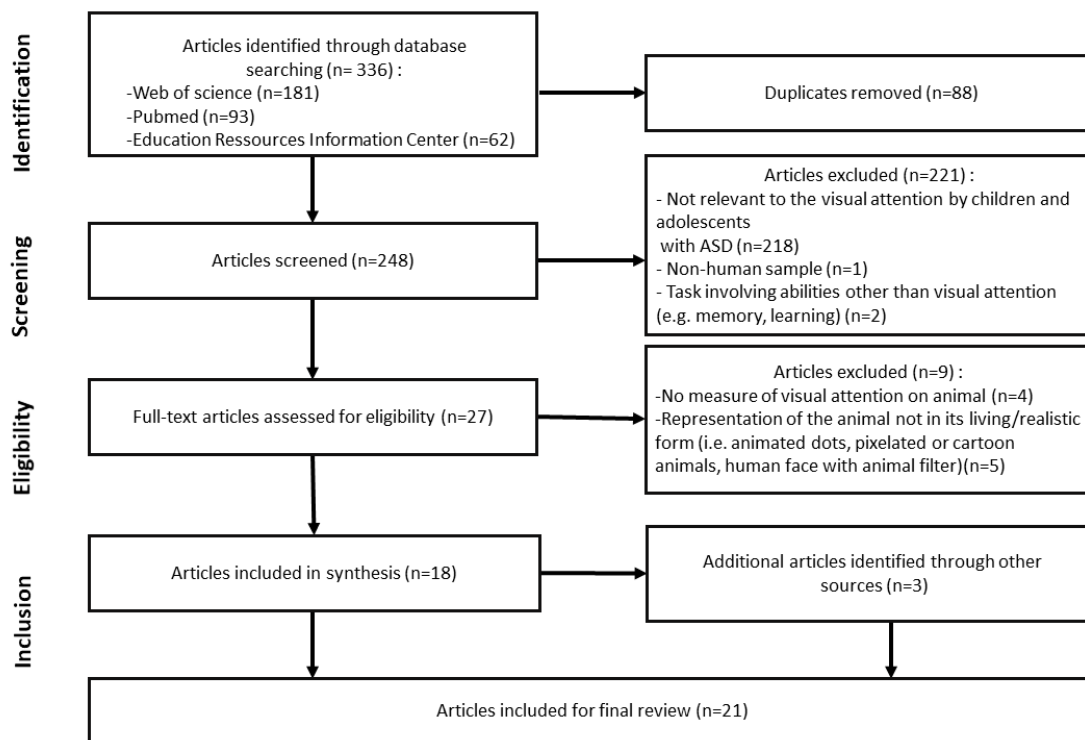 Identification
Articles identified through database
searching (n= 336) :
-Web of science (n=181)
-Pubmed (n=93)
-Education Ressources Information Center (n=62)
Duplicates removed (n=88)
Screening
Articles screened (n=248)
Articles excluded (n=221) :
- Not relevant to the visual attention by children and
adolescents
with ASD (n=218)
- Non-human sample (n=1)
- Task involving abilities other than visual attention
(e.g. memory, learning) (n=2)
Eligibility
Full-text articles assessed for eligibility (n=27)
Articles excluded (n=9) :
-No measure of visual attention on animal (n=4)
-Representation of the animal not in its living/realistic
form (i.e. animated dots, pixelated or cartoon
animals, human face with animal filter)(n=5)
Inclusion
Articles included in synthesis (n=18)
Additional articles identified through other
sources (n=3)
Articles included for final review (n=21)